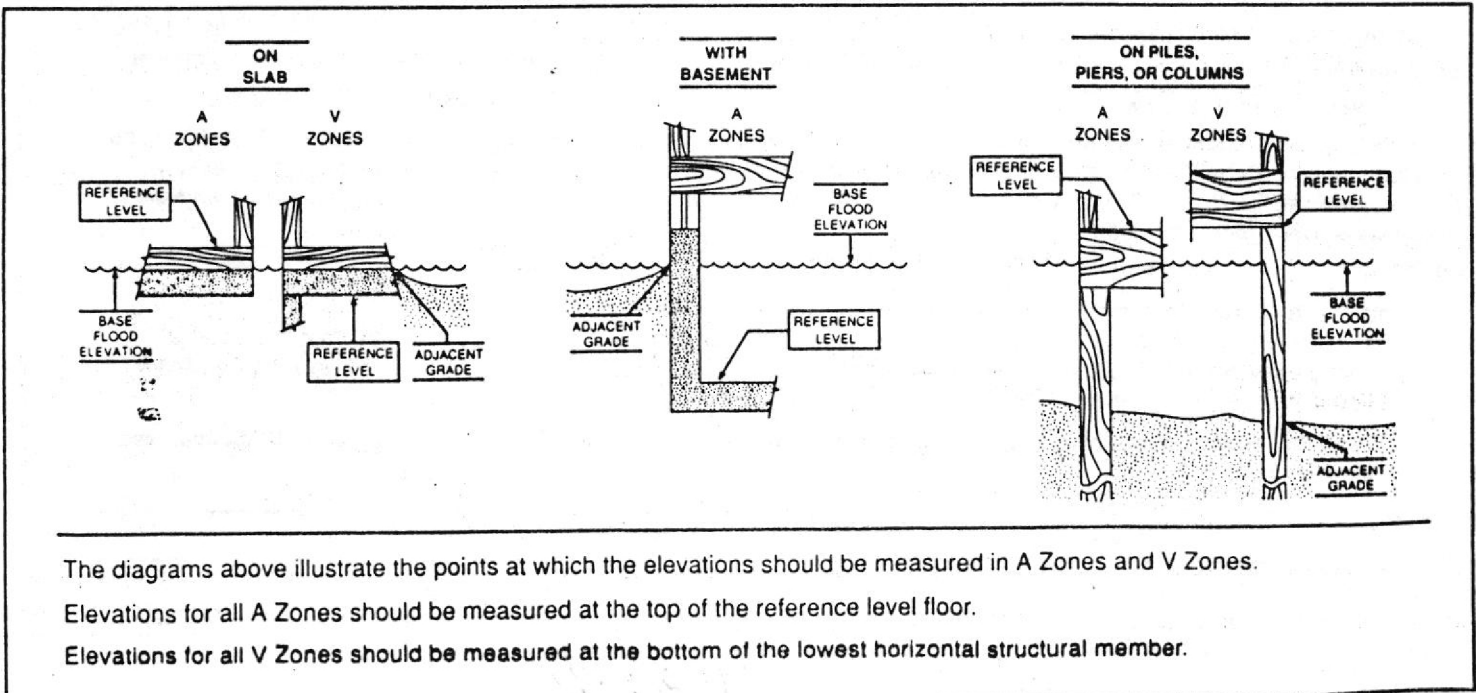 ON
SLAB
A
ZONES
V
ZONES
REFERENCE
LEVEL
BASE
FLOOD
ELEVATION
REFERENCE
LEVEL
ADJACENT
GRADE
WITH
BASEMENT
A
ZONES
BASE
FLOOD
ELEVATION
ADJACENT
GRADE
REFERENCE
LEVEL
ON PILES,
PIERS, OR COLUMNS
A
ZONES
V
ZONES
REFERENCE
LEVEL
REFERENCE
LEVEL
BASE
FLOOD
ELEVATION
ADJACENT
GRADE
The diagrams above illustrate the points at which the elevations should be measured in A Zones and V Zones.
Elevations for all A Zones should be measured at the top of the reference level floor.
Elevations for all V Zones should be measured at the bottom of the lowest horizontal structural member.